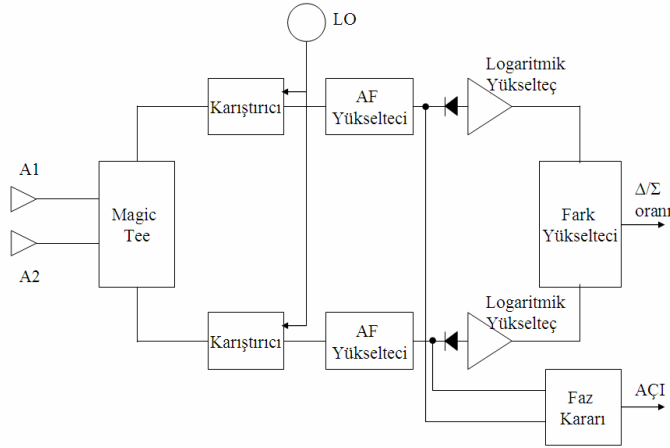 LO
Logaritmik
Yükselteç
Karıştırıcı
AF
Yükselteci
A1
Magic
Tee
A2
Δ/Σ
oranı
Fark
Yükselteci
Logaritmik
Yükselteç
Karıştırıcı
AF
Yükselteci
Faz
Kararı
AÇI